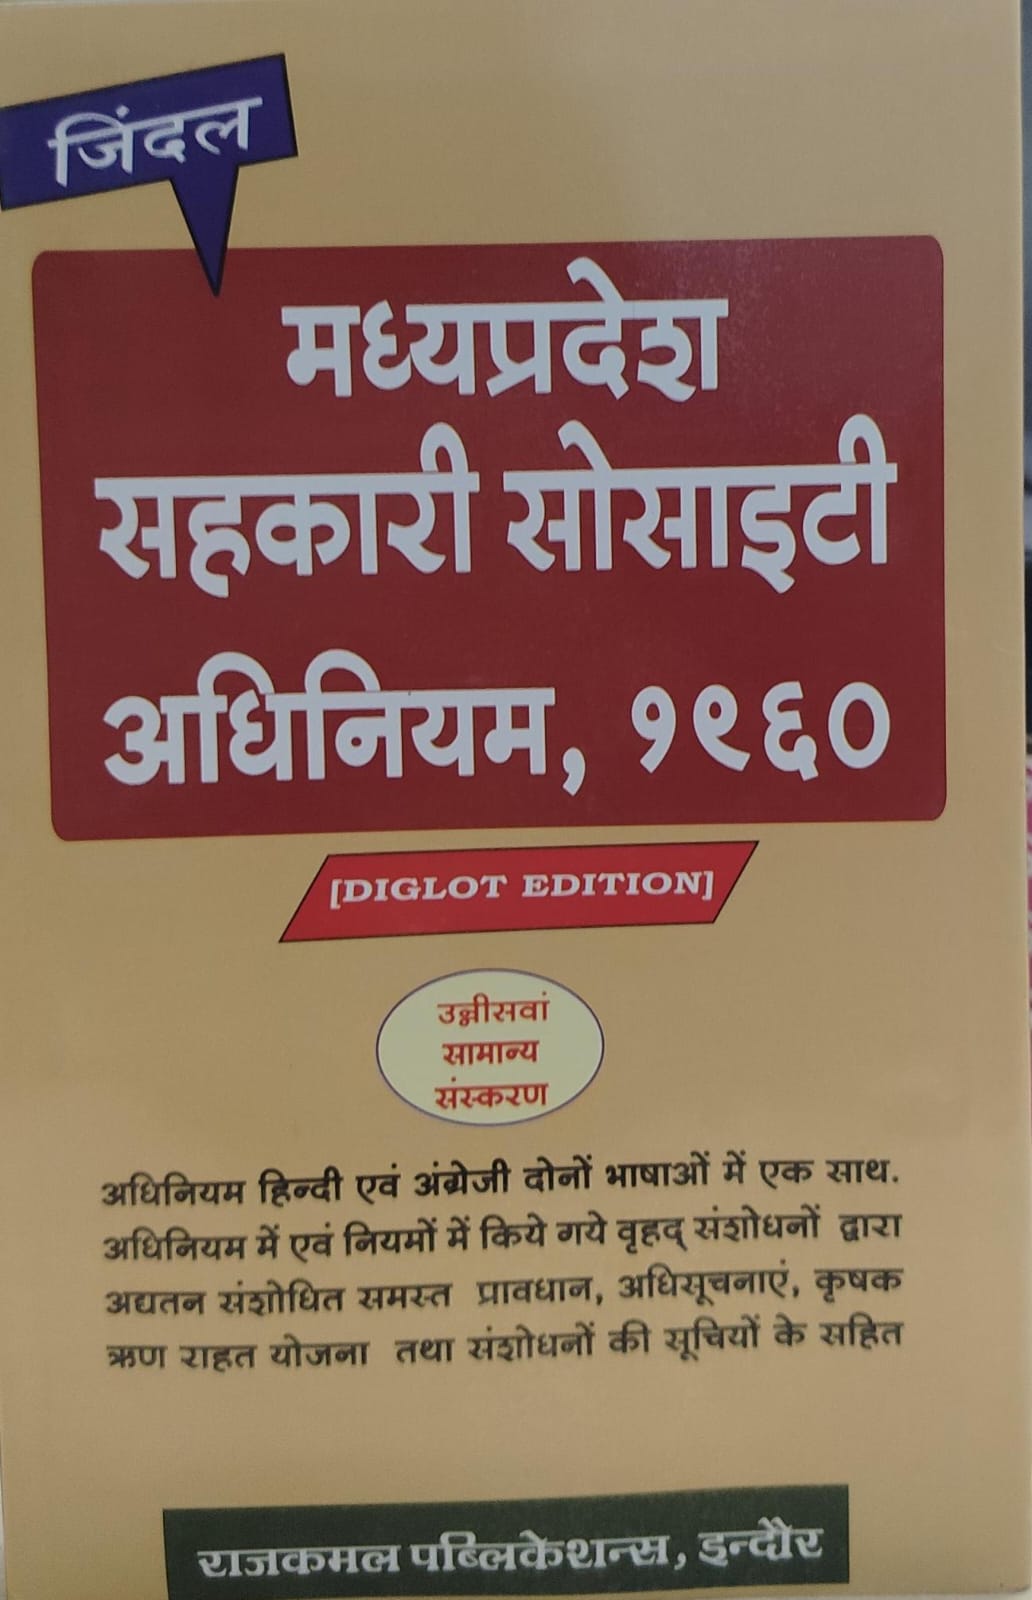 जिंदल
मध्यप्रदेश
सहकारी सोसाइटी
अधिनियम, १९६०
[DIGLOT EDITION]
उन्नीसवां
सामान्य
संस्करण
अधिनियम हिन्दी एवं अंग्रेजी दोनों भाषाओं में एक साथ.
अधिनियम में एवं नियमों में किये गये वृहद् संशोधनों द्वारा
अद्यतन संशोधित समस्त प्रावधान, अधिसूचनाएं, कृषक
ऋण राहत योजना तथा संशोधनों की सूचियों के सहित
राजकमल पब्लिकेशन्स, इन्दौर